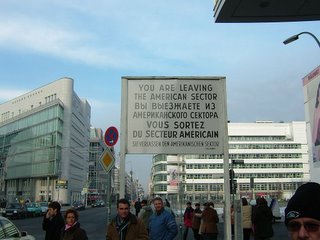 YOU ARE LEAVING
THE AMERICAN SECTOR
ВЫ ВЫЕЗЖАЕТЕ ИЗ
АМЕРИКАНСКОГО СЕКТОРА
VOUS SORTEZ
DU SECTEUR AMERICAIN
SIE VERLASSEN DEN AMERIKANISCHEN SEKTOR